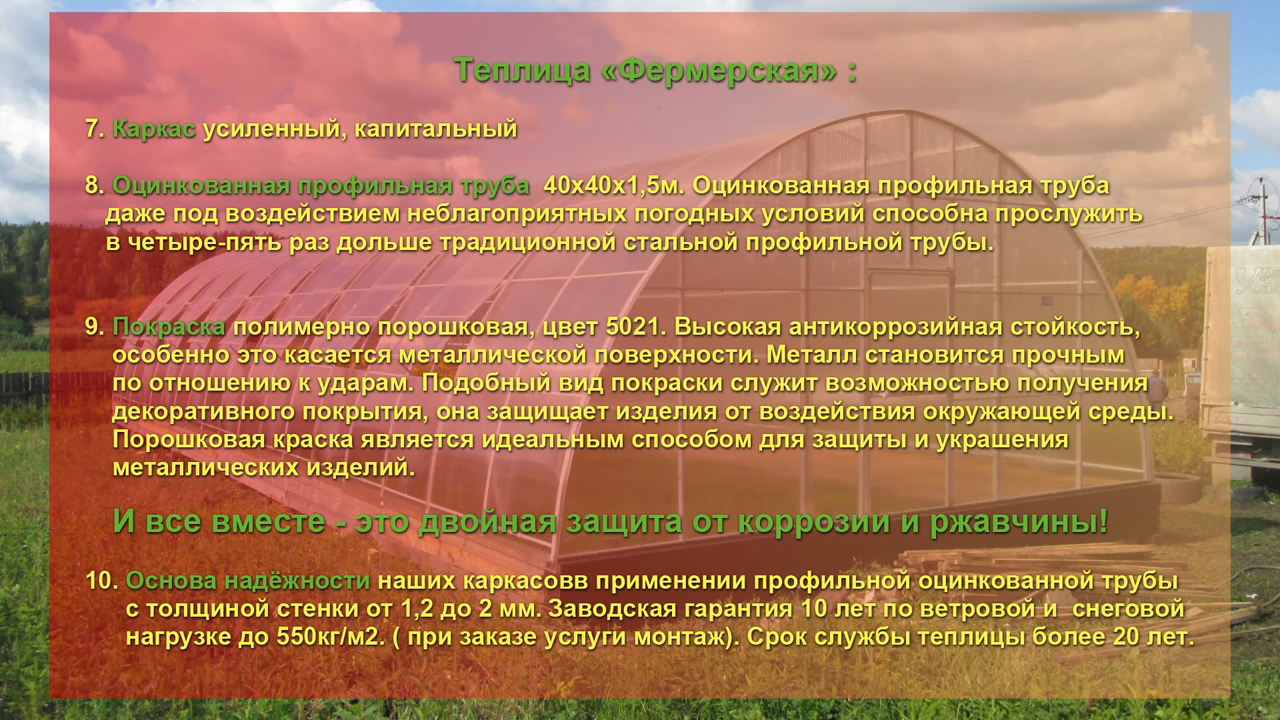 Теплица «Фермерская» :
7. Каркас усиленный, капитальный
8. Оцинкованная профильная труба 40х40х1,5м. Оцинкованная профильная труба
даже под воздействием неблагоприятных погодных условий способна прослужить
в четыре-пять раз дольше традиционной стальной профильной трубы.
9. Покраска полимерно порошковая, цвет 5021. Высокая антикоррозийная стойкость,
особенно это касается металлической поверхности. Металл становится прочным
по отношению к ударам. Подобный вид покраски служит возможностью получения
декоративного покрытия, она защищает изделия от воздействия окружающей среды.
Порошковая краска является идеальным способом для защиты и украшения
металлических изделий.
И все вместе - это двойная защита от коррозии и ржавчины!
10. Основа надёжности наших каркасовв применении профильной оцинкованной трубы
с толщиной стенки от 1,2 до 2 мм. Заводская гарантия 10 лет по ветровой и снеговой
нагрузке до 550кг/м2. ( при заказе услуги монтаж). Срок службы теплицы более 20 лет.